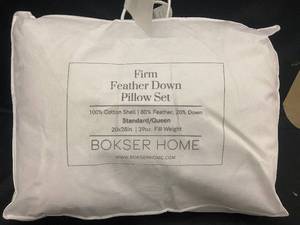 Firm
Feather Down
Pillow Set
100% Cotton Shell | 80% Feather, 20% Down
Standard/Queen
20x28in | 39oz. Fill Weight
BOKSER HOME
WWW.BOKSERHOME.COM